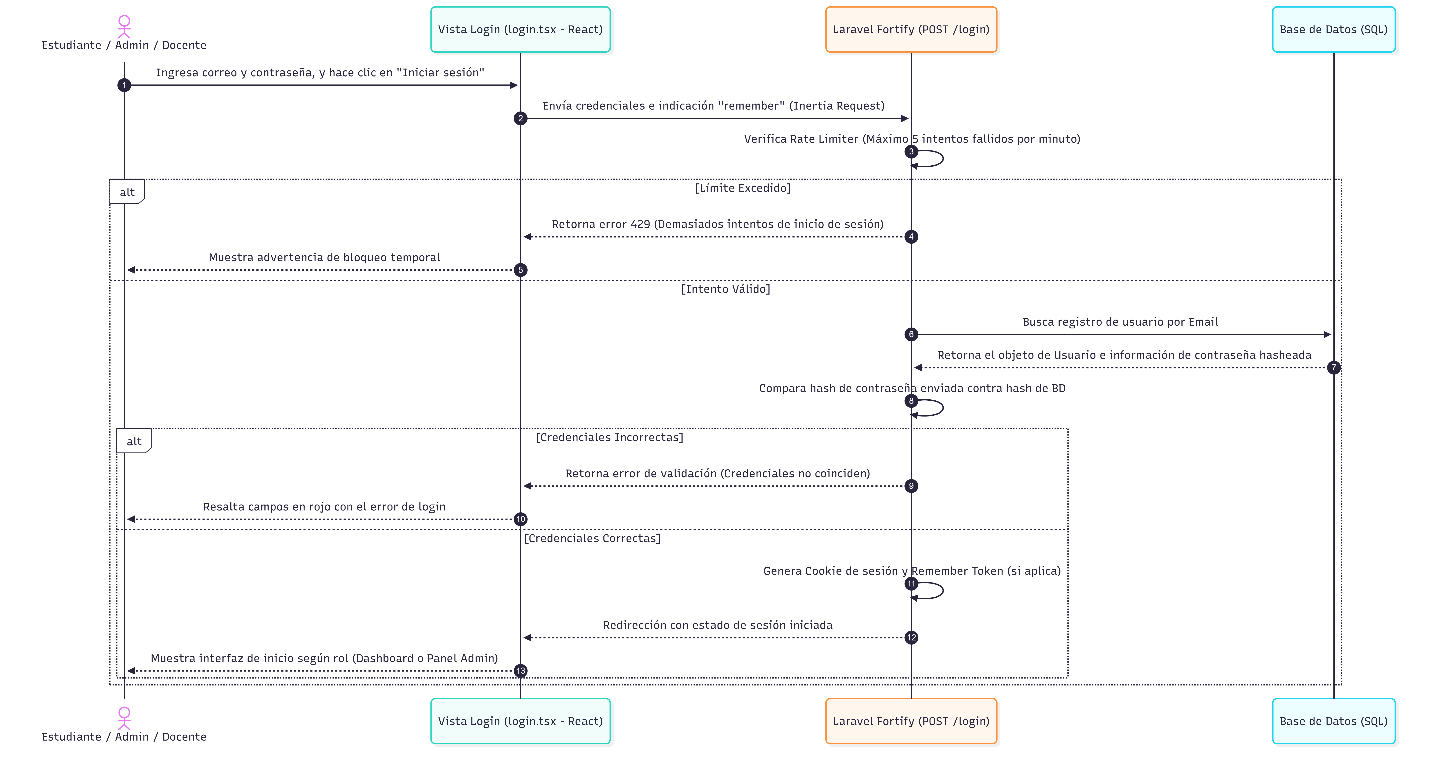 Estudiante / Admin / Docente
Vista Login (login.tsx - React)
Laravel Fortify (POST /login)
Base de Datos (SQL)
Ingresa correo y contraseña, y hace clic en "Iniciar sesión"
1
Envía credenciales e indicación "remember" (Inertia Request)
2
Verifica Rate Limiter (Máximo 5 intentos fallidos por minuto)
3
alt
[Límite Excedido]
Retorna error 429 (Demasiados intentos de inicio de sesión)
4
Muestra advertencia de bloqueo temporal
5
[Intento Válido]
Busca registro de usuario por Email
6
Retorna el objeto de Usuario e información de contraseña hasheada
7
Compara hash de contraseña enviada contra hash de BD
8
alt
[Credenciales Incorrectas]
Retorna error de validación (Credenciales no coinciden)
9
Resalta campos en rojo con el error de login
10
[Credenciales Correctas]
Genera Cookie de sesión y Remember Token (si aplica)
11
Redirección con estado de sesión iniciada
12
Muestra interfaz de inicio según rol (Dashboard o Panel Admin)
13
Estudiante / Admin / Docente
Vista Login (login.tsx - React)
Laravel Fortify (POST /login)
Base de Datos (SQL)